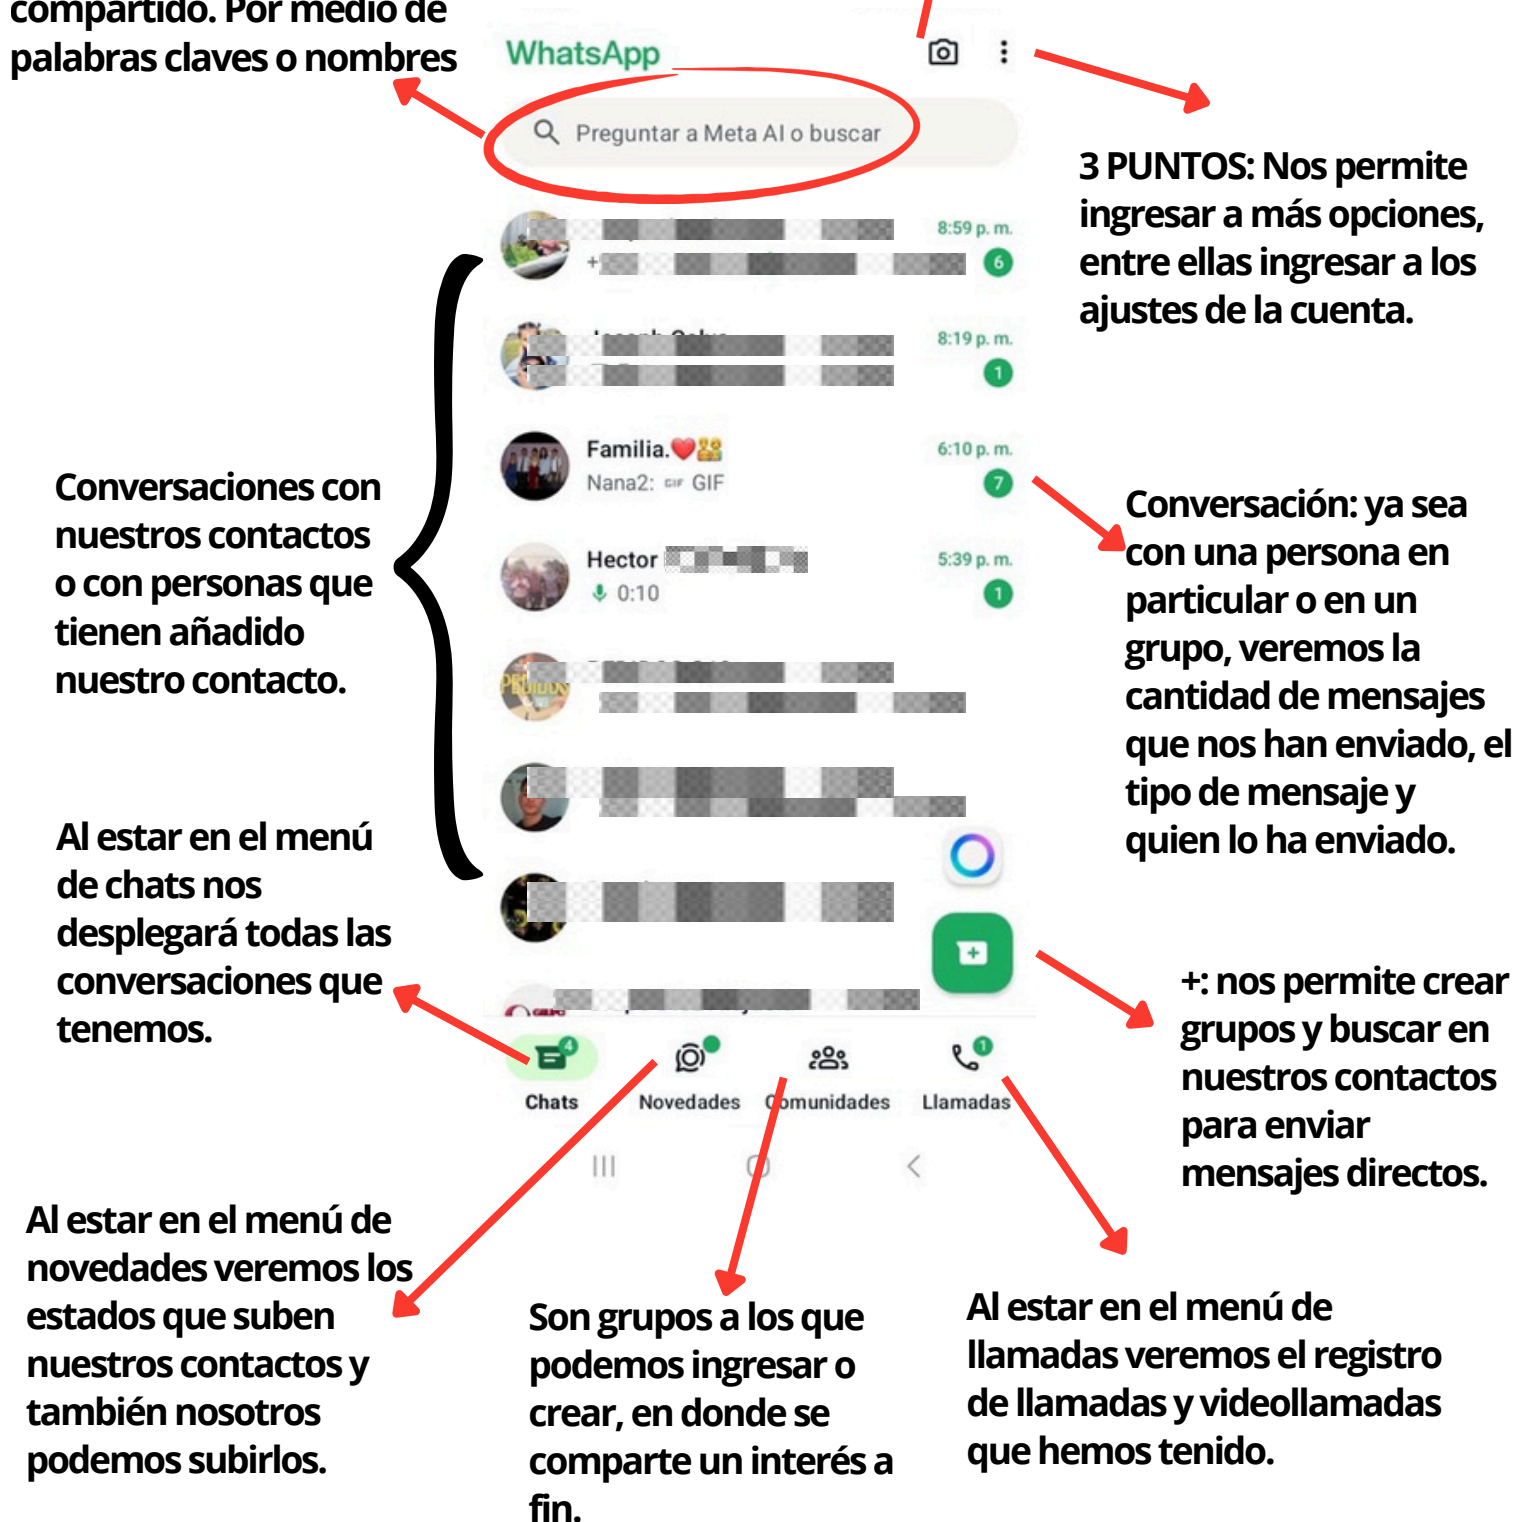 compartido. Por medio de
palabras claves o nombres
WhatsApp
Preguntar a Meta AI o buscar
3 PUNTOS: Nos permite
ingresar a más opciones,
entre ellas ingresar a los
ajustes de la cuenta.
8:59 p. m.
6
8:19 p. m.
1
Familia.❤️
6:10 p. m.
Nana2: GIF GIF
7
Hector
5:39 p. m.
0:10
1
PEDIDOS
Conversaciones con
nuestros contactos
o con personas que
tienen añadido
nuestro contacto.
Conversación: ya sea
con una persona en
particular o en un
grupo, veremos la
cantidad de mensajes
que nos han enviado, el
tipo de mensaje y
quien lo ha enviado.
Al estar en el menú
de chats nos
desplegará todas las
conversaciones que
tenemos.
+: nos permite crear
grupos y buscar en
nuestros contactos
para enviar
mensajes directos.
4
1
Chats Novedades Comunidades Llamadas
Al estar en el menú de
novedades veremos los
estados que suben
nuestros contactos y
también nosotros
podemos subirlos.
Son grupos a los que
podemos ingresar o
crear, en donde se
comparte un interés a
fin.
Al estar en el menú de
llamadas veremos el registro
de llamadas y videollamadas
que hemos tenido.